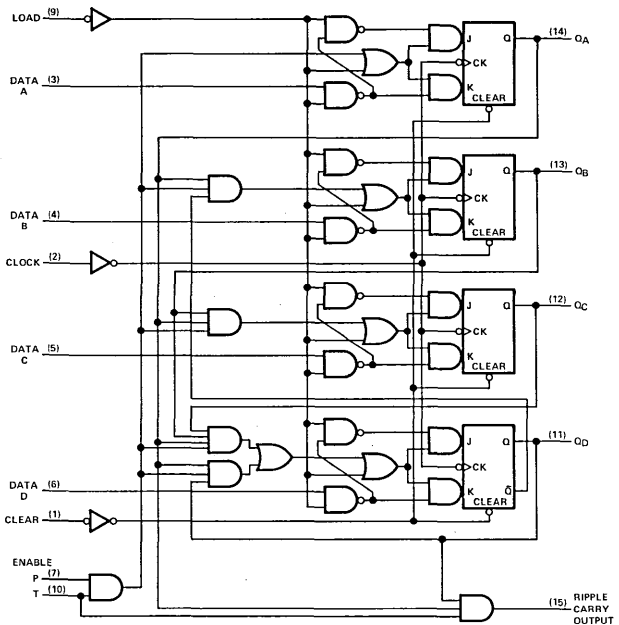 LOAD (9)
(14) QA
J Q
CK
K
CLEAR
DATA A (3)
(13) QB
J Q
CK
K
CLEAR
DATA B (4)
CLOCK (2)
(12) QC
J Q
CK
K
CLEAR
DATA C (5)
(11) QD
J Q
CK
K Q̄
CLEAR
DATA D (6)
CLEAR (1)
ENABLE
P (7)
T (10)
(15) RIPPLE CARRY OUTPUT